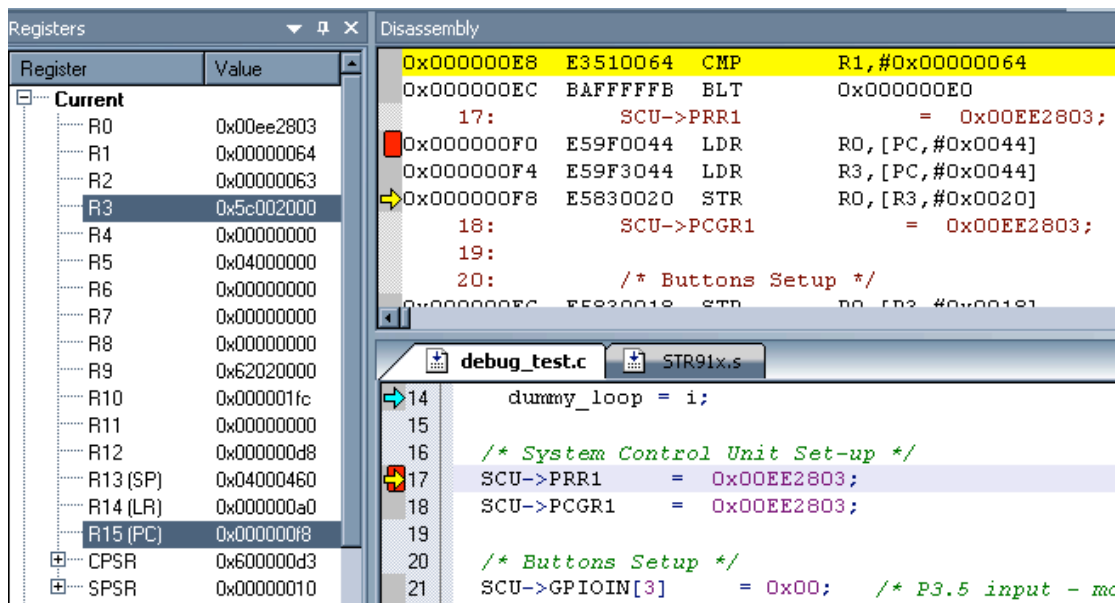 Registers
Register Value
Current
R0 0x00ee2803
R1 0x00000064
R2 0x00000063
R3 0x5c002000
R4 0x00000000
R5 0x04000000
R6 0x00000000
R7 0x00000000
R8 0x00000000
R9 0x62020000
R10 0x000001fc
R11 0x00000000
R12 0x000000d8
R13 (SP) 0x04000460
R14 (LR) 0x000000a0
R15 (PC) 0x000000f8
CPSR 0x600000d3
SPSR 0x00000010
Disassembly
0x000000E8 E3510064 CMP R1,#0x00000064
0x000000EC BAFFFFFB BLT 0x000000E0
17: SCU->PRR1 = 0x00EE2803;
0x000000F0 E59F0044 LDR R0,[PC,#0x0044]
0x000000F4 E59F3044 LDR R3,[PC,#0x0044]
0x000000F8 E5830020 STR R0,[R3,#0x0020]
18: SCU->PCGR1 = 0x00EE2803;
19:
20: /* Buttons Setup */
0x000000FC E5830018 STR R0,[R3,#0x0018]
debug_test.c STR91x.s
14 dummy_loop = i;
15
16 /* System Control Unit Set-up */
17 SCU->PRR1 = 0x00EE2803;
18 SCU->PCGR1 = 0x00EE2803;
19
20 /* Buttons Setup */
21 SCU->GPIOIN[3] = 0x00; /* P3.5 input - mo